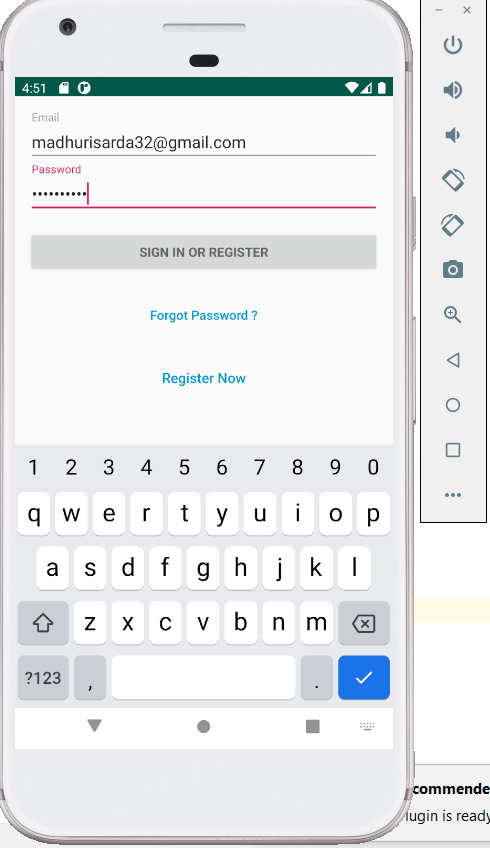 4:51
Email
madhurisarda32@gmail.com
Password
••••••••••
SIGN IN OR REGISTER
Forgot Password ?
Register Now
1 2 3 4 5 6 7 8 9 0
q w e r t y u i o p
a s d f g h j k l
z x c v b n m
?123 , .
commende
lugin is ready